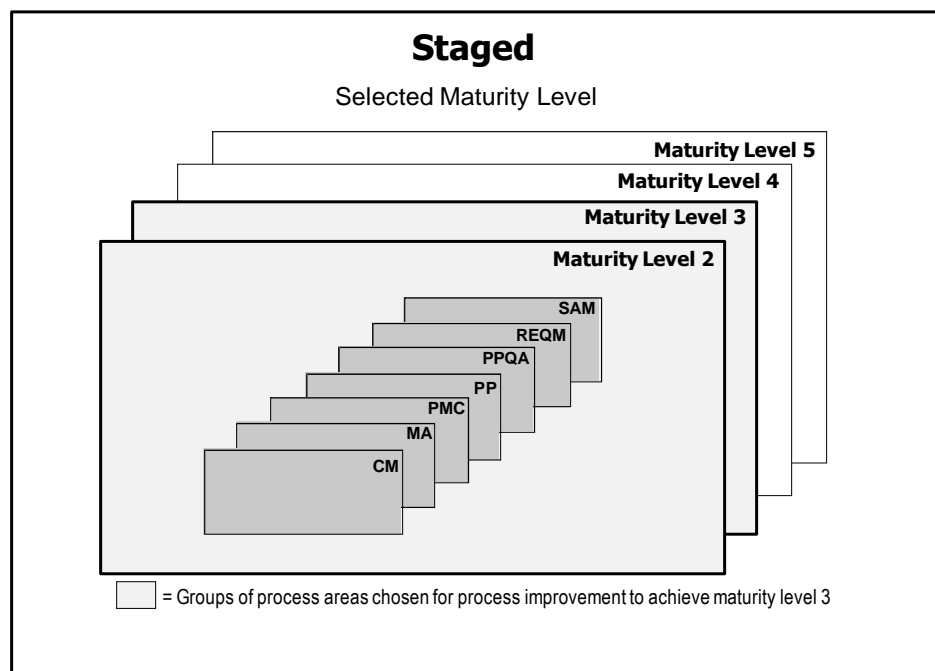 Staged
Selected Maturity Level
Maturity Level 5
Maturity Level 4
Maturity Level 3
Maturity Level 2
SAM
REQM
PPQA
PP
PMC
MA
CM
= Groups of process areas chosen for process improvement to achieve maturity level 3